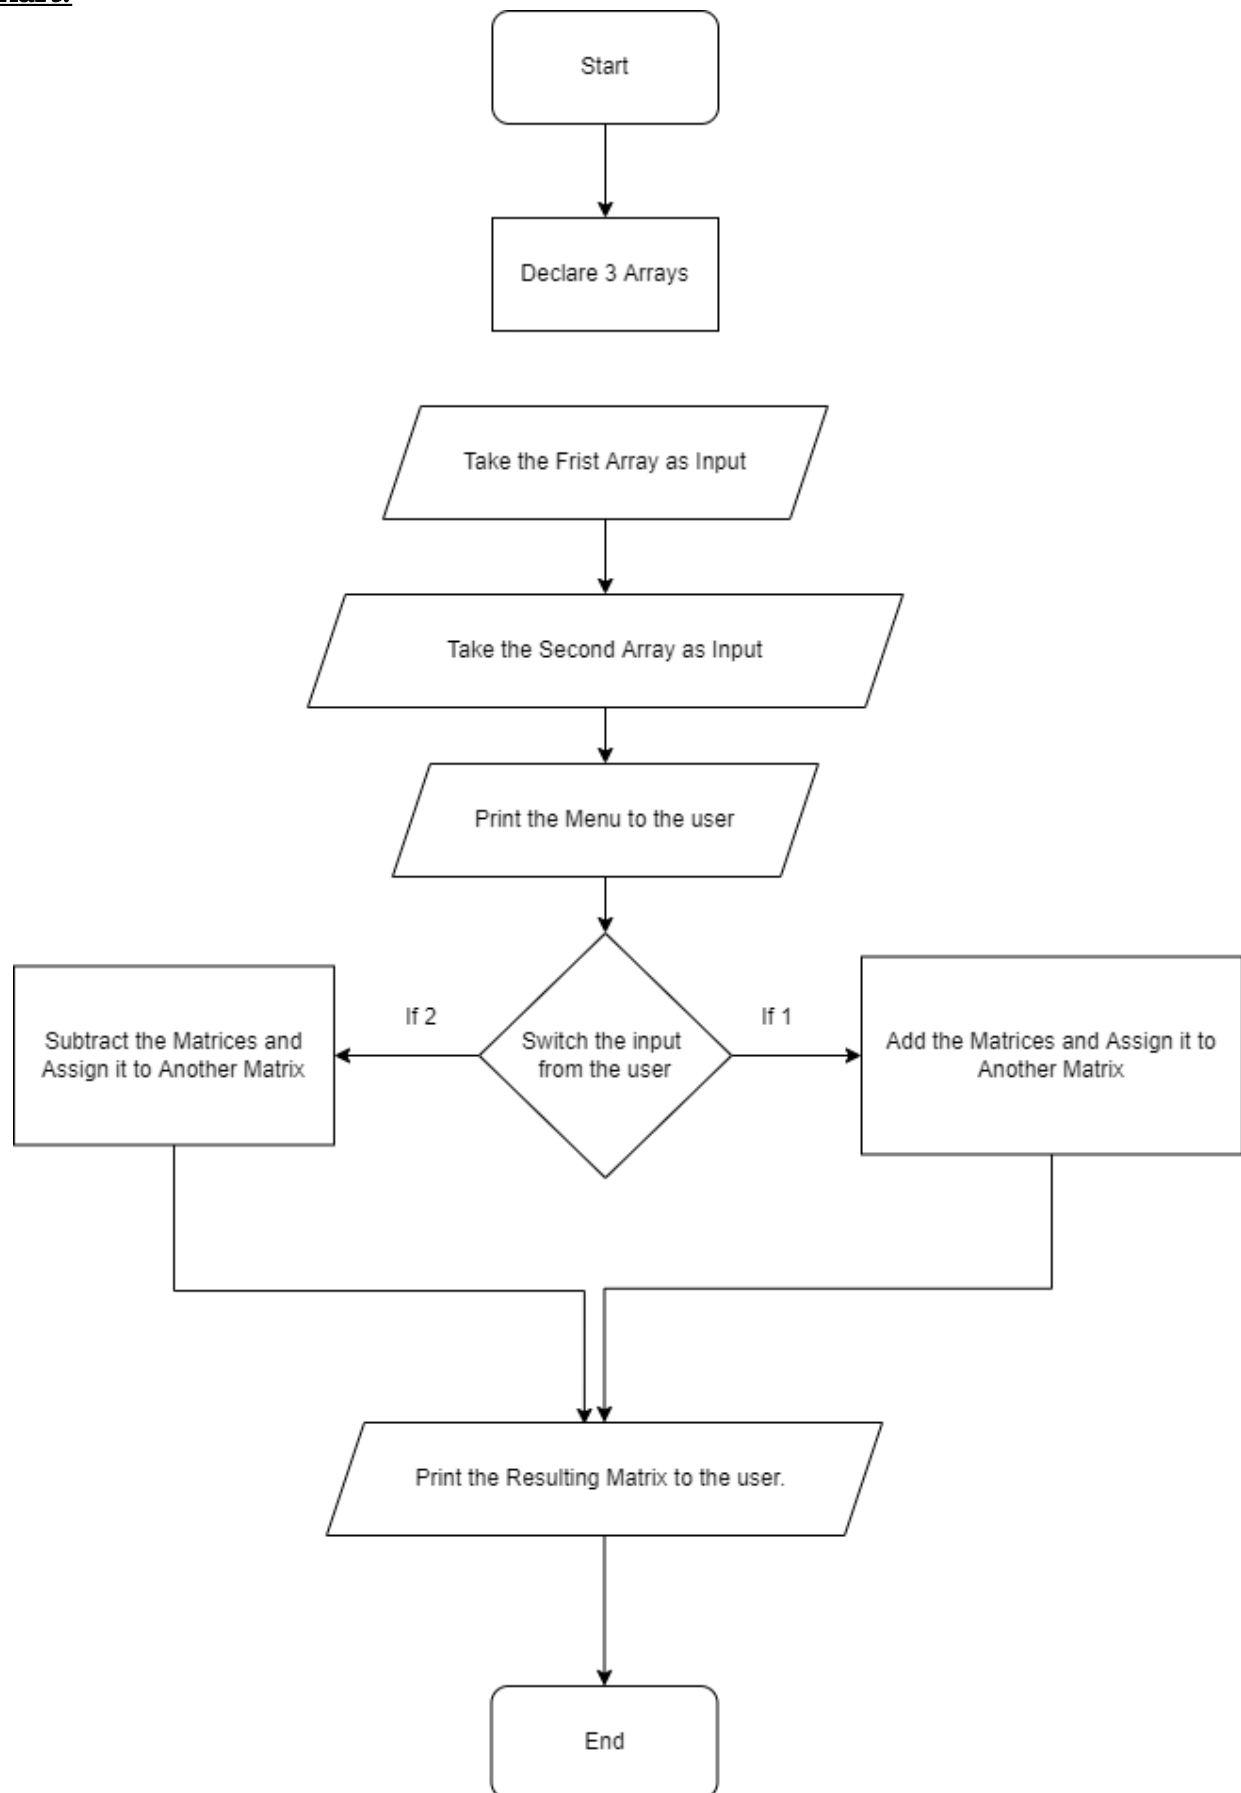 Start
Declare 3 Arrays
Take the Frist Array as Input
Take the Second Array as Input
Print the Menu to the user
If 2
If 1
Subtract the Matrices and
Assign it to Another Matrix
Switch the input
from the user
Add the Matrices and Assign it to
Another Matrix
Print the Resulting Matrix to the user.
End